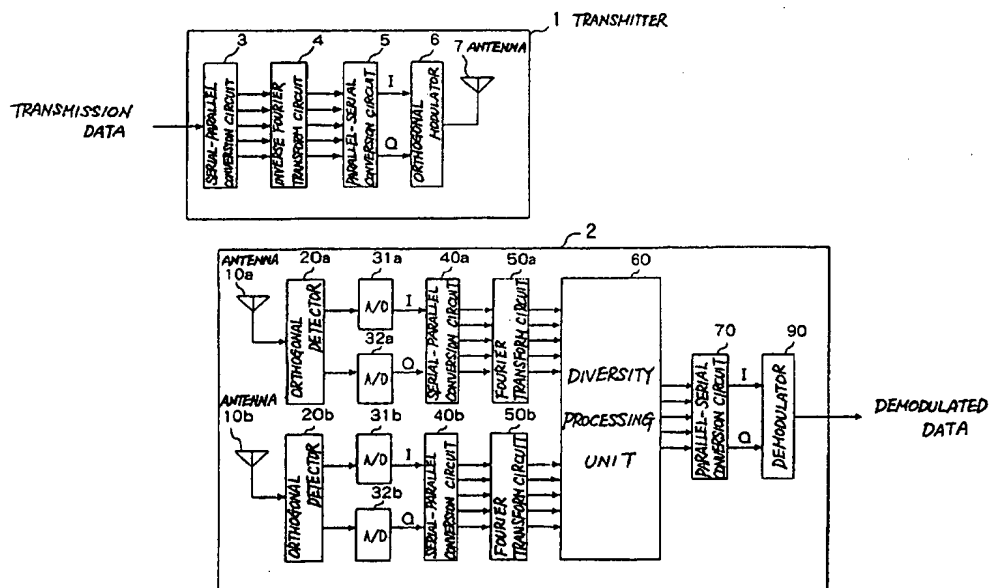 1 TRANSMITTER
3
4
5
6
7 ANTENNA
TRANSMISSION
DATA
SERIAL-PARALLEL
CONVERSION CIRCUIT
INVERSE FOURIER
TRANSFORM CIRCUIT
PARALLEL-SERIAL
CONVERSION CIRCUIT
I
Q
ORTHOGONAL
MODULATOR
2
ANTENNA
10a
20a
ORTHOGONAL
DETECTOR
31a
A/D
I
32a
A/D
Q
40a
SERIAL-PARALLEL
CONVERSION CIRCUIT
50a
FOURIER
TRANSFORM CIRCUIT
60
DIVERSITY
PROCESSING
UNIT
ANTENNA
10b
20b
ORTHOGONAL
DETECTOR
31b
A/D
I
32b
A/D
Q
40b
SERIAL-PARALLEL
CONVERSION CIRCUIT
50b
FOURIER
TRANSFORM CIRCUIT
70
PARALLEL-SERIAL
CONVERSION CIRCUIT
I
Q
90
DEMODULATOR
DEMODULATED
DATA